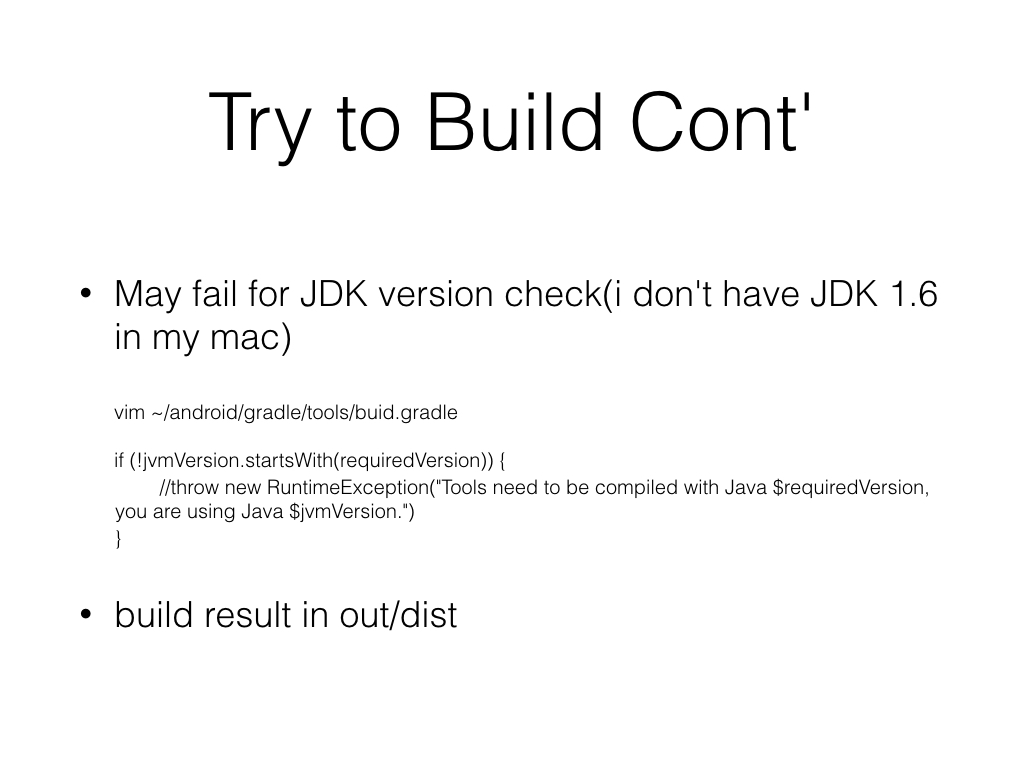 Try to Build Cont'
• May fail for JDK version check(i don't have JDK 1.6
in my mac)
vim ~/android/gradle/tools/buid.gradle
if (!jvmVersion.startsWith(requiredVersion)) {
//throw new RuntimeException("Tools need to be compiled with Java $requiredVersion,
you are using Java $jvmVersion.")
}
• build result in out/dist